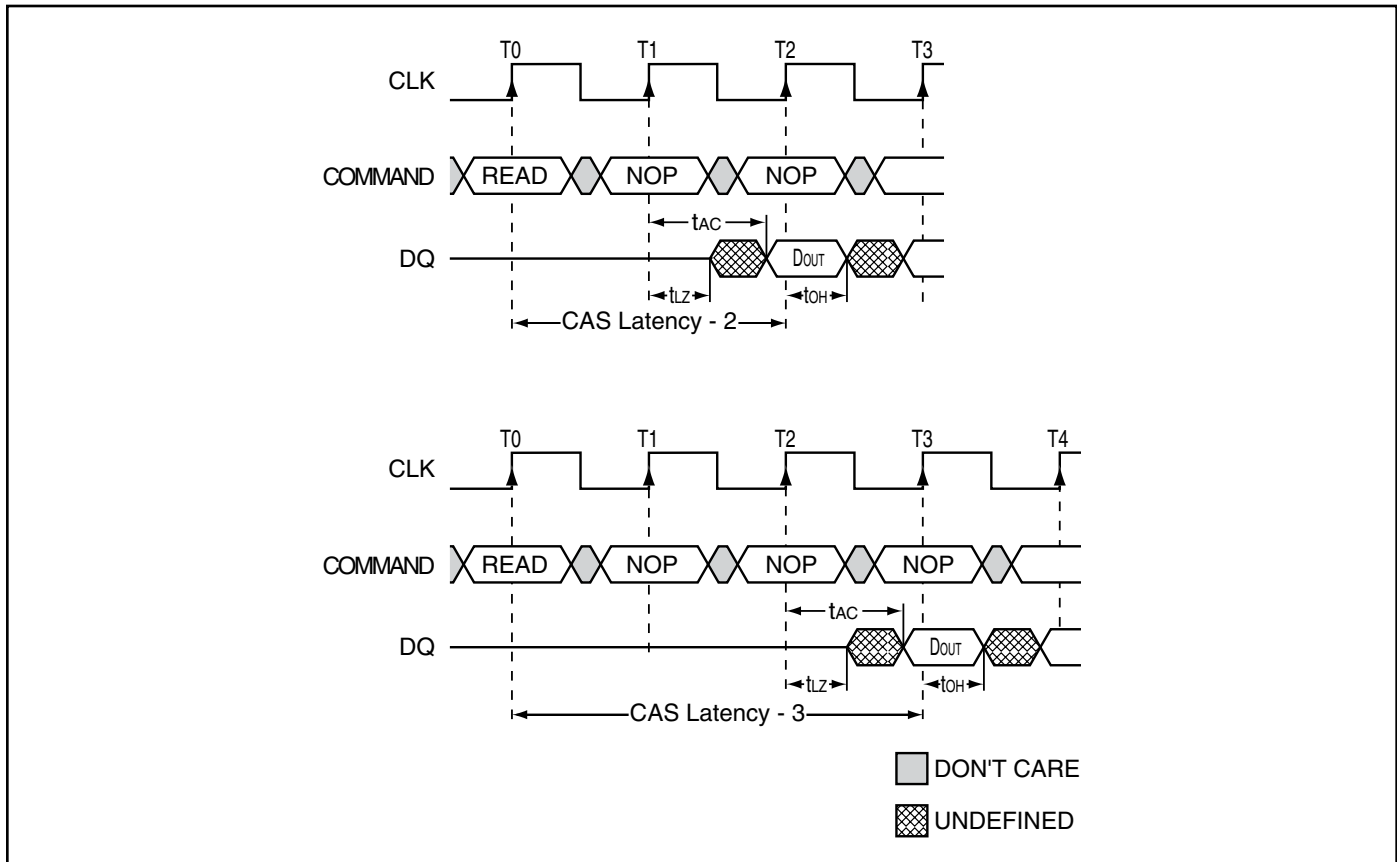 T0 T1 T2 T3
CLK
COMMAND READ NOP NOP
tAC
DQ DOUT
tLZ tOH
CAS Latency - 2
T0 T1 T2 T3 T4
CLK
COMMAND READ NOP NOP NOP
tAC
DQ DOUT
tLZ tOH
CAS Latency - 3
DON'T CARE
UNDEFINED